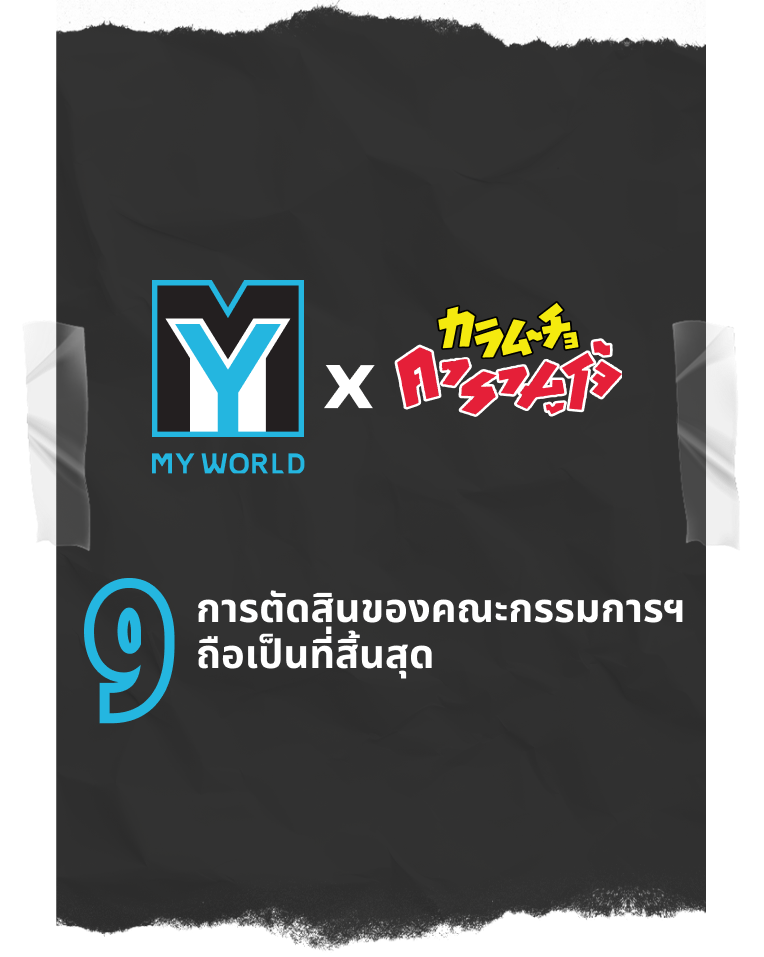 MY
MY WORLD
x
カラムーチョ
คารามูโจ้
9
การตัดสินของคณะกรรมการฯ
ถือเป็นที่สิ้นสุด